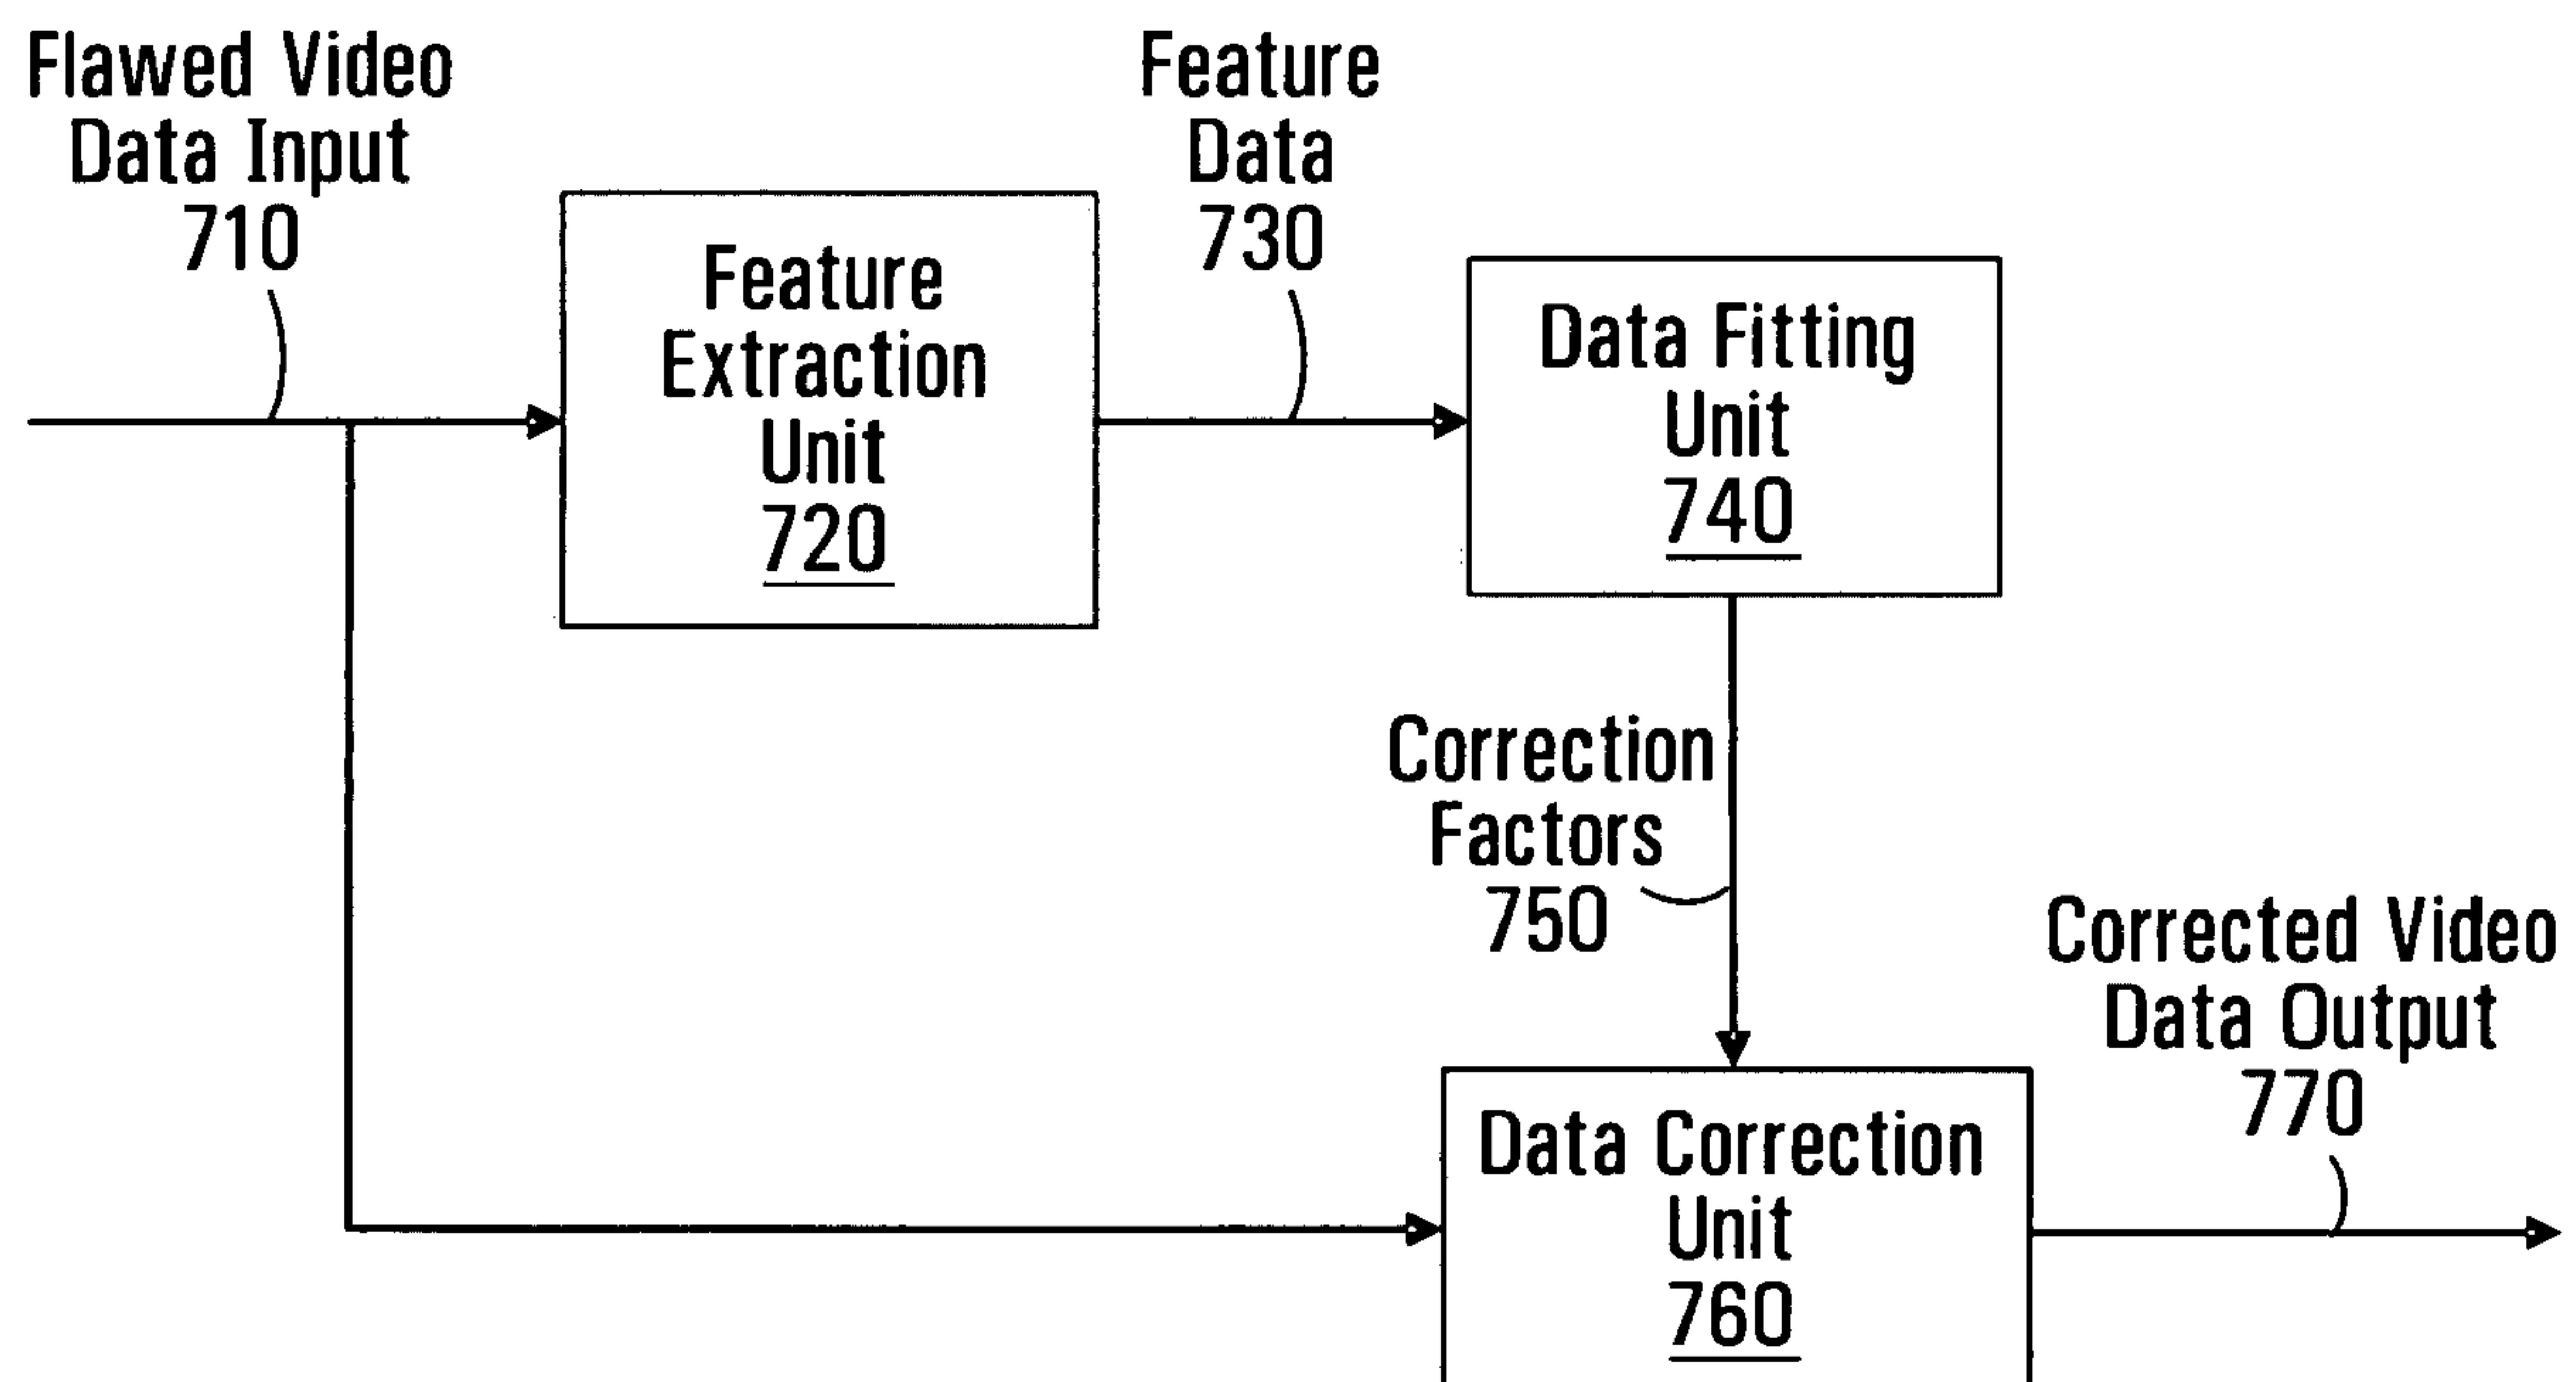 Flawed Video
Data Input
710
Feature
Extraction
Unit
720
Feature
Data
730
Data Fitting
Unit
740
Correction
Factors
750
Data Correction
Unit
760
Corrected Video
Data Output
770